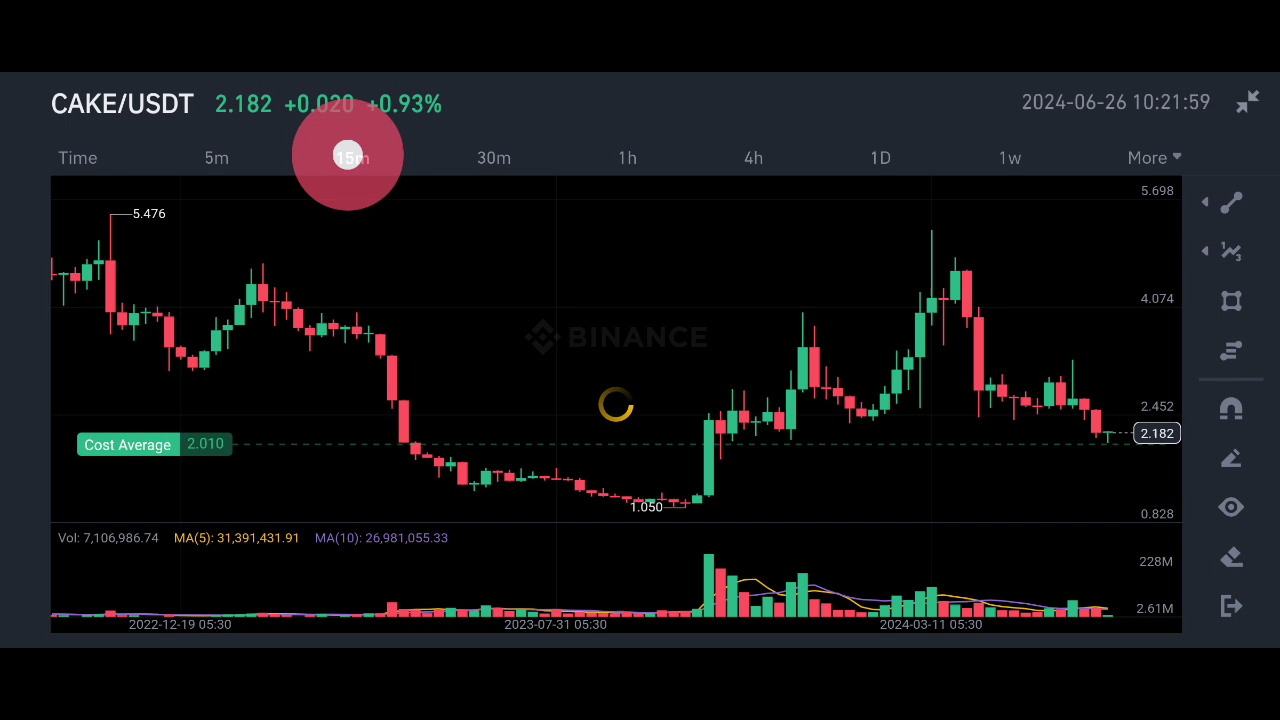 CAKE/USDT 2.182 +0.020 +0.93% 2024-06-26 10:21:59
Time 5m 15m 30m 1h 4h 1D 1w More
5.698
5.476
4.074
BINANCE
2.452
2.182
Cost Average 2.010
1.050
0.828
Vol: 7,106,986.74 MA(5): 31,391,431.91 MA(10): 26,981,055.33
228M
2.61M
2022-12-19 05:30 2023-07-31 05:30 2024-03-11 05:30